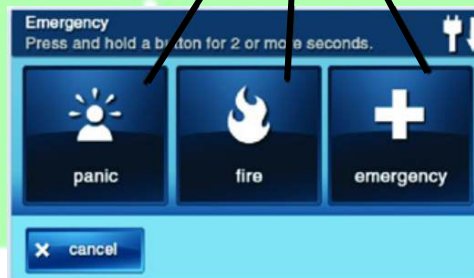 Emergency
Press and hold a button for 2 or more seconds.
panic
fire
emergency
cancel